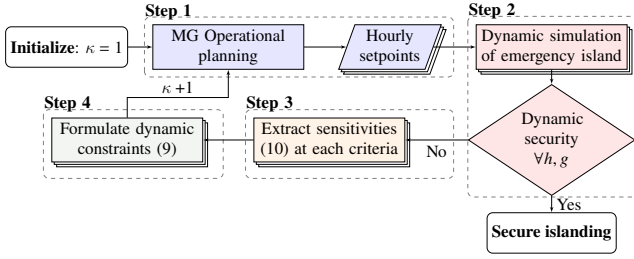 Step 1
Step 2
Initialize: κ = 1
MG Operational
planning
Hourly
setpoints
Dynamic simulation
of emergency island
κ +1
Step 4
Step 3
Formulate dynamic
constraints (9)
Extract sensitivities
(10) at each criteria
No
Dynamic
security
∀h, g
Yes
Secure islanding